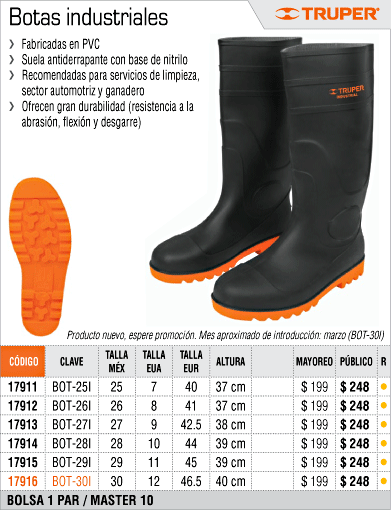 Botas industriales
TRUPER
Fabricadas en PVC
Suela antiderrapante con base de nitrilo
Recomendadas para servicios de limpieza,
sector automotriz y ganadero
Ofrecen gran durabilidad (resistencia a la
abrasión, flexión y desgarre)
TRUPER
INDUSTRIAL
Producto nuevo, espere promoción. Mes aproximado de introducción: marzo (BOT-30I)
CÓDIGO CLAVE TALLA MÉX TALLA EUA TALLA EUR ALTURA MAYOREO PÚBLICO R
17911 BOT-25I 25 7 40 37 cm $ 199 $ 248
17912 BOT-26I 26 8 41 37 cm $ 199 $ 248
17913 BOT-27I 27 9 42.5 38 cm $ 199 $ 248
17914 BOT-28I 28 10 44 39 cm $ 199 $ 248
17915 BOT-29I 29 11 45 39 cm $ 199 $ 248
17916 BOT-30I 30 12 46.5 40 cm $ 199 $ 248
BOLSA 1 PAR / MASTER 10